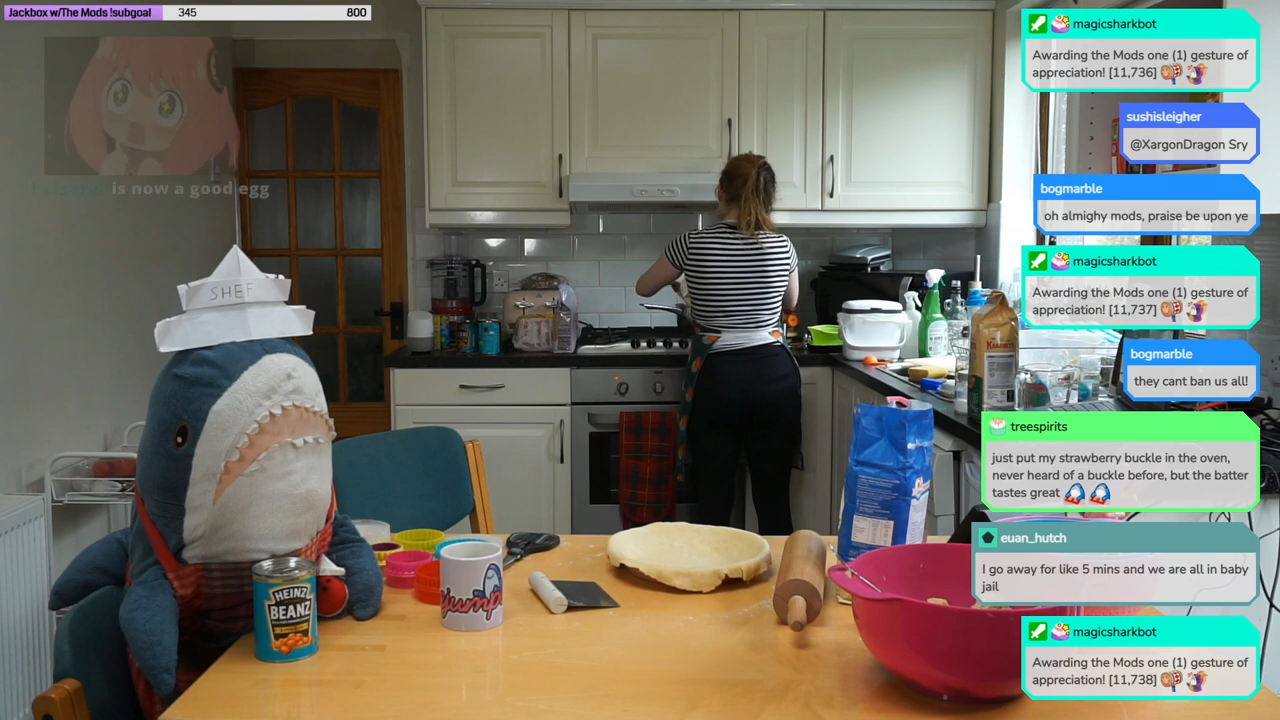 Jackbox w/The Mods !subgoal 345 800
is now a good egg
SHEF
HEINZ
BEANZ
Jump
magicsharkbot
Awarding the Mods one (1) gesture of
appreciation! [11,736]
sushisleigher
@XargonDragon Sry
bogmarble
oh almighy mods, praise be upon ye
magicsharkbot
Awarding the Mods one (1) gesture of
appreciation! [11,737]
bogmarble
they cant ban us all!
treespirits
just put my strawberry buckle in the oven,
never heard of a buckle before, but the batter
tastes great
euan_hutch
I go away for like 5 mins and we are all in baby
jail
magicsharkbot
Awarding the Mods one (1) gesture of
appreciation! [11,738]